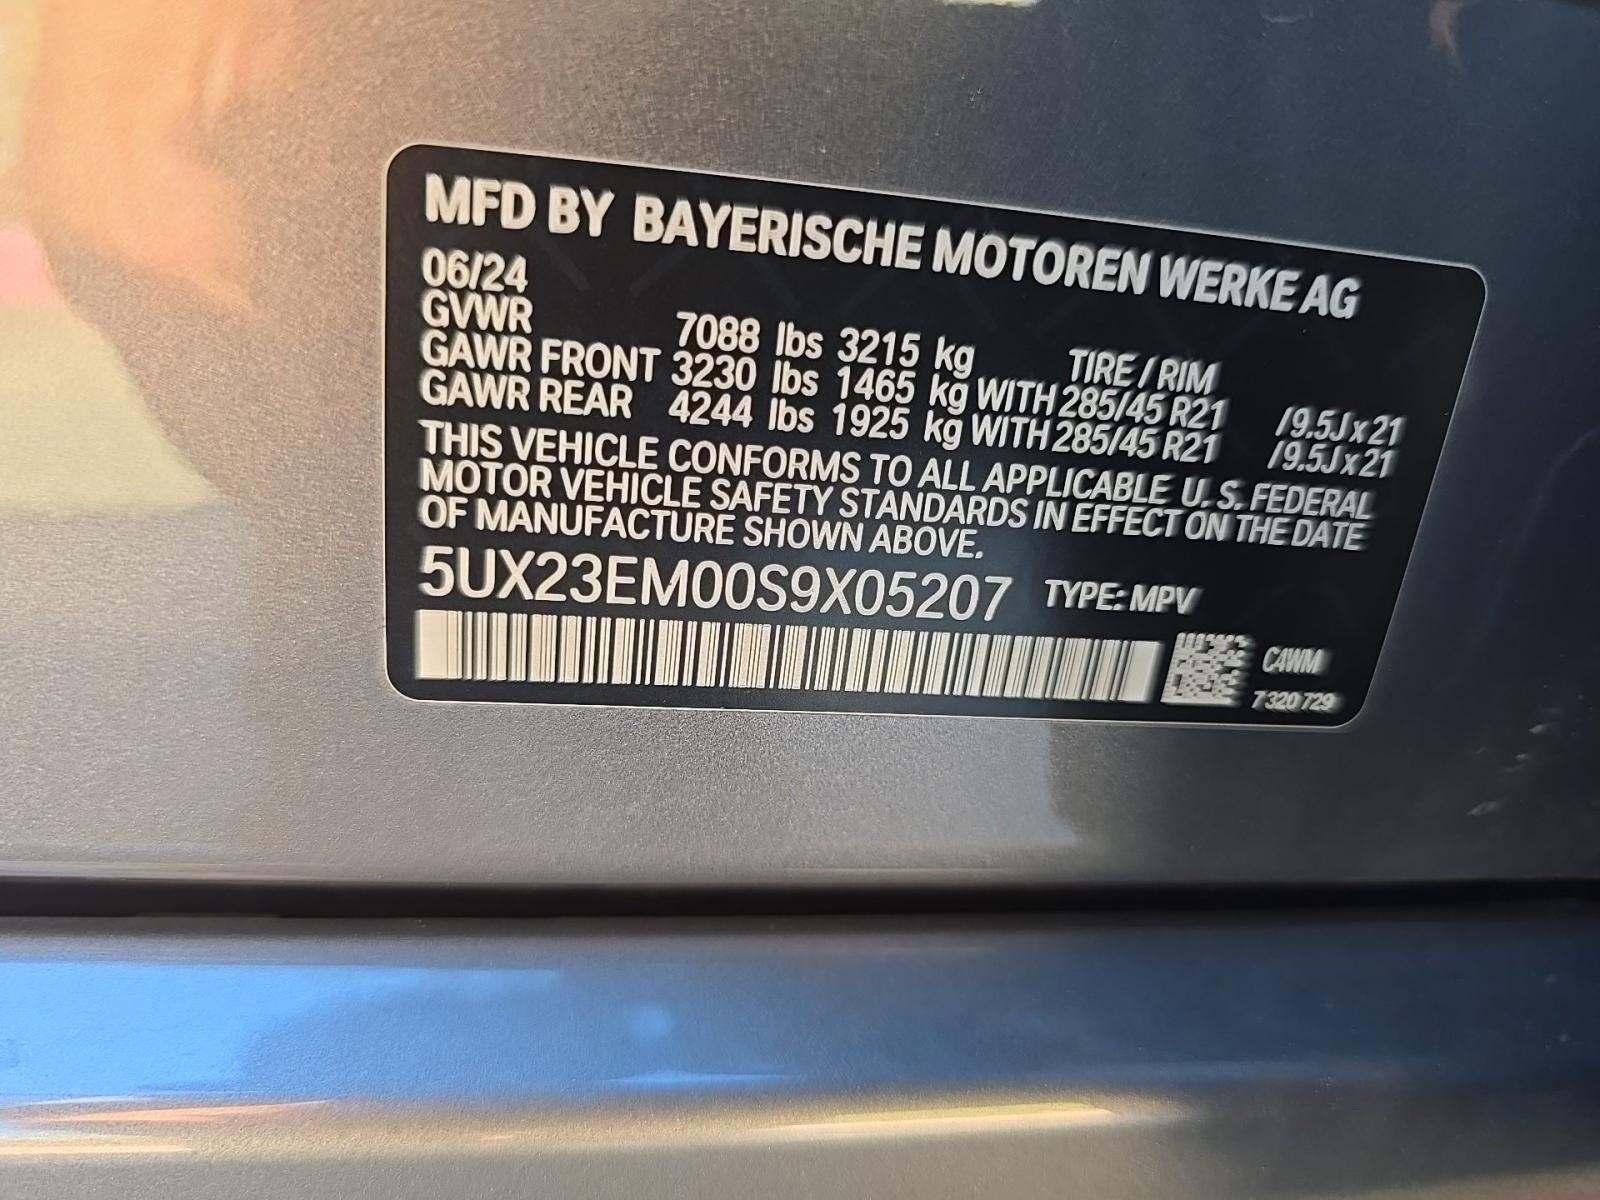 MFD BY BAYERISCHE MOTOREN WERKE AG
06/24
GVWR 7088 lbs 3215 kg TIRE / RIM
GAWR FRONT 3230 lbs 1465 kg WITH 285/45 R21 /9.5J x 21
GAWR REAR 4244 lbs 1925 kg WITH 285/45 R21 /9.5J x 21
THIS VEHICLE CONFORMS TO ALL APPLICABLE U. S. FEDERAL
MOTOR VEHICLE SAFETY STANDARDS IN EFFECT ON THE DATE
OF MANUFACTURE SHOWN ABOVE.
5UX23EM00S9X05207 TYPE: MPV
C4WM
7 320 729